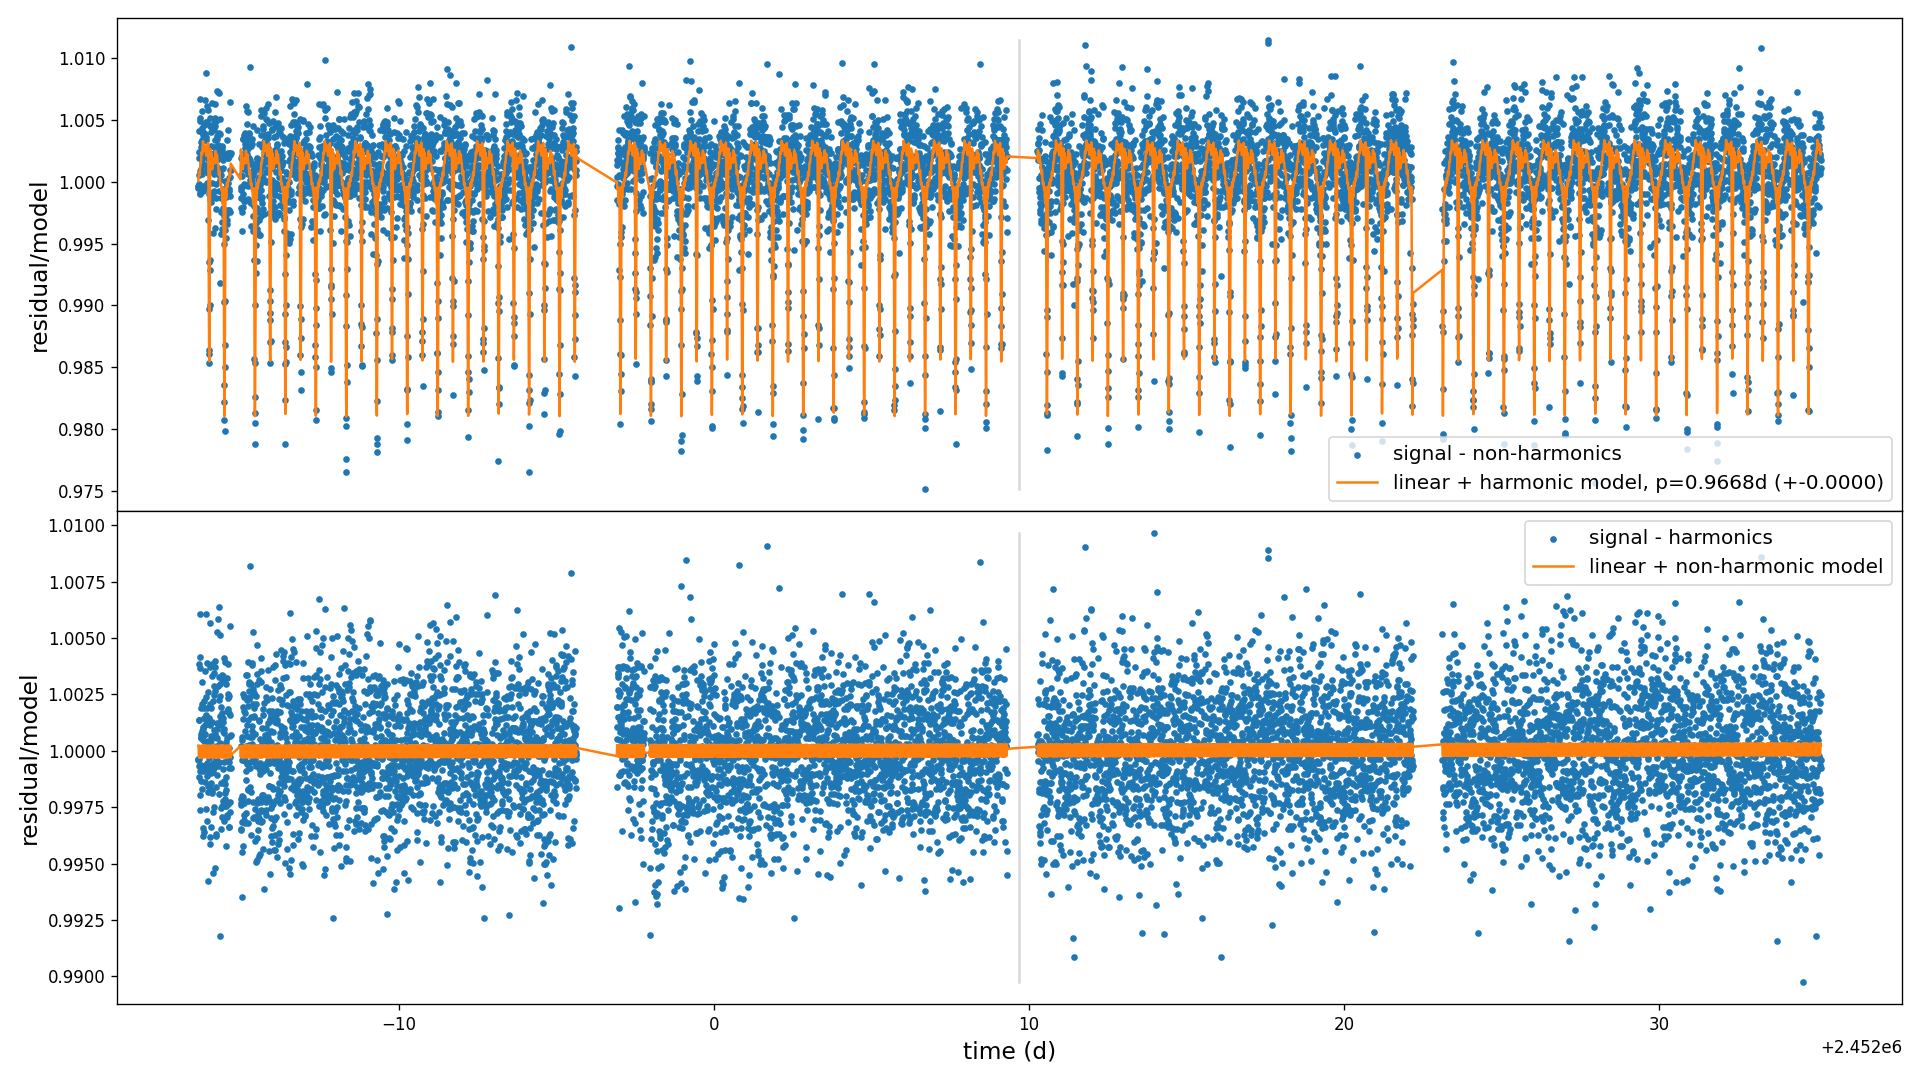 1.010
1.005
1.000
0.995
0.990
0.985
0.980
0.975
residual/model
signal - non-harmonics
linear + harmonic model, p=0.9668d (+-0.0000)
1.0100
1.0075
1.0050
1.0025
1.0000
0.9975
0.9950
0.9925
0.9900
residual/model
signal - harmonics
linear + non-harmonic model
−10 0 10 20 30
time (d)
+2.452e6